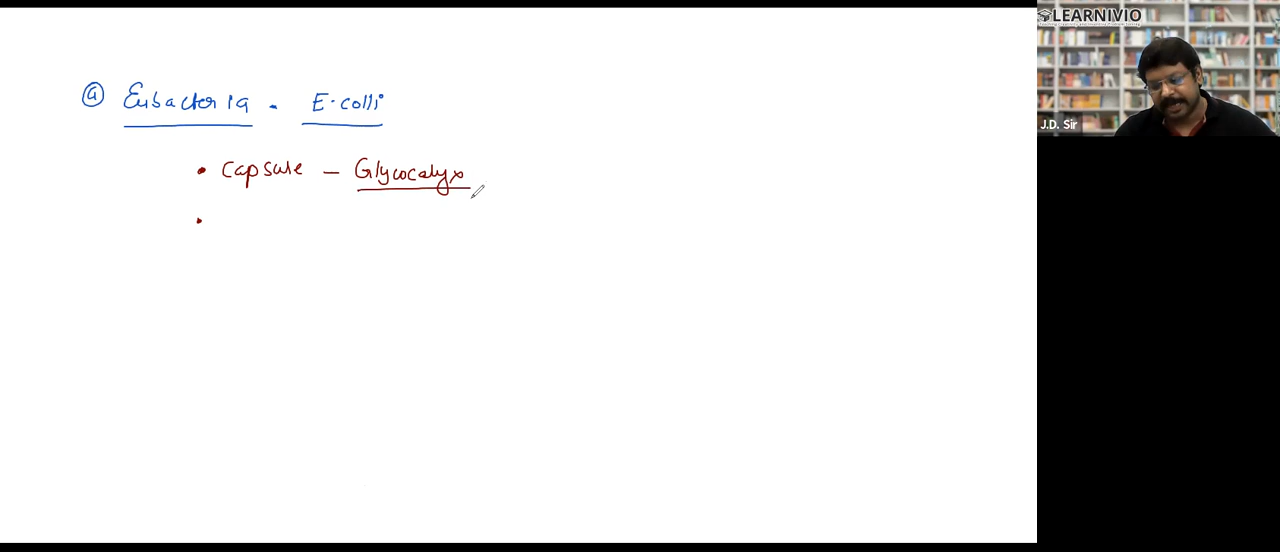 ⓐ Eubacteria - E.colli
• Capsule – Glycocalyx
•
LEARNIVIO
J.D. Sir